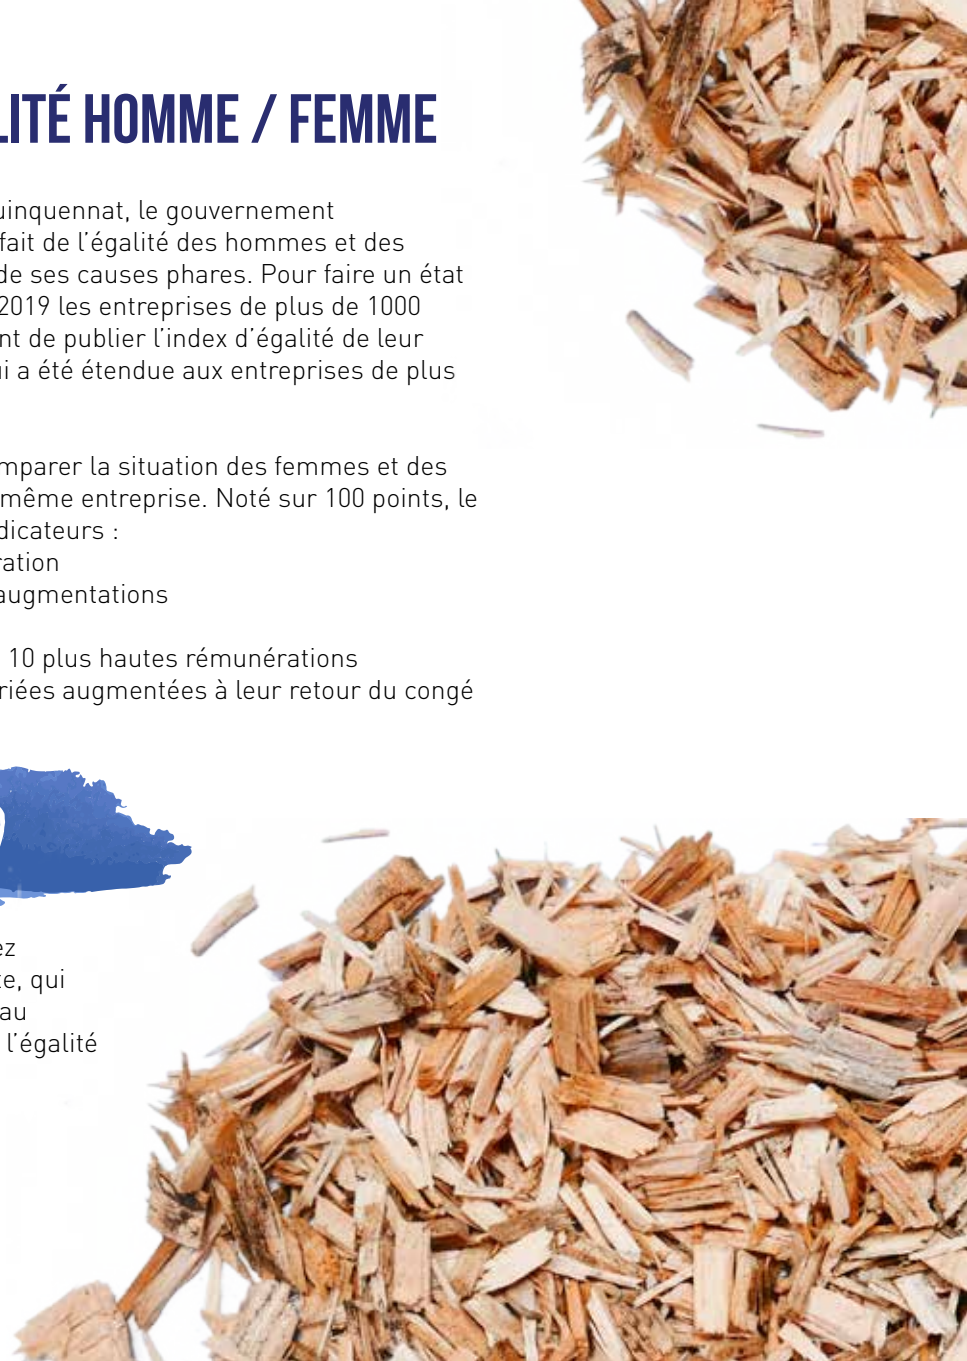 LITÉ HOMME / FEMME
uinquennat, le gouvernement
fait de l’égalité des hommes et des
de ses causes phares. Pour faire un état
2019 les entreprises de plus de 1000
nt de publier l’index d’égalité de leur
ui a été étendue aux entreprises de plus
mparer la situation des femmes et des
même entreprise. Noté sur 100 points, le
dicateurs :
ration
augmentations
10 plus hautes rémunérations
riées augmentées à leur retour du congé
ez
te, qui
au
l’égalité